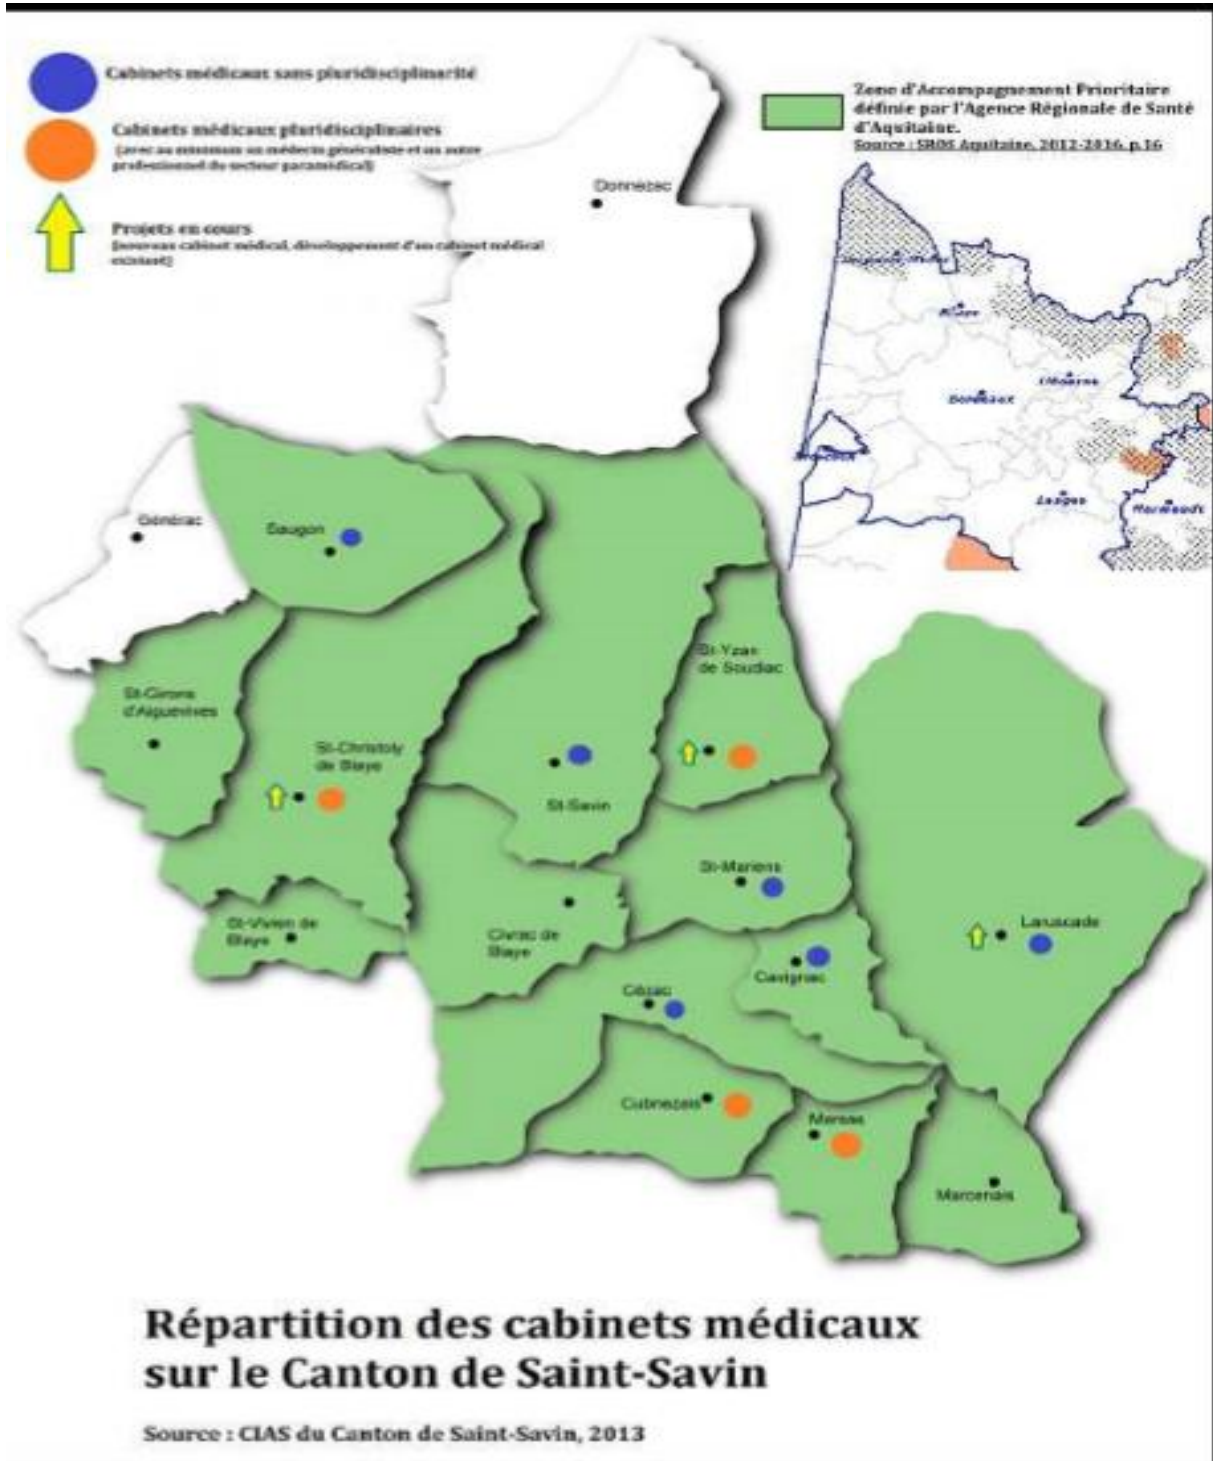 Cabinets médicaux sans pluridisciplinarité
Cabinets médicaux pluridisciplinaires
(avec au minimum un médecin généraliste et un autre
professionnel du secteur paramédical)
Projets en cours
(nouveau cabinet médical, développement d'un cabinet médical
existant)
Zone d'Accompagnement Prioritaire
définie par l'Agence Régionale de Santé
d'Aquitaine.
Source : SROS Aquitaine, 2012-2016, p.16
Donnezac
Blaye
Libourne
Bordeaux
Langon
Marmande
Générac
Saugon
St-Yzan
de Soudiac
St-Girons
d'Aiguevives
St-Christoly
de Blaye
St-Savin
St-Mariens
St-Vivien de
Blaye
Civrac de
Blaye
Laruscade
Cavignac
Cézac
Cubnezais
Marsas
Marcenais
Répartition des cabinets médicaux
sur le Canton de Saint-Savin
Source : CIAS du Canton de Saint-Savin, 2013